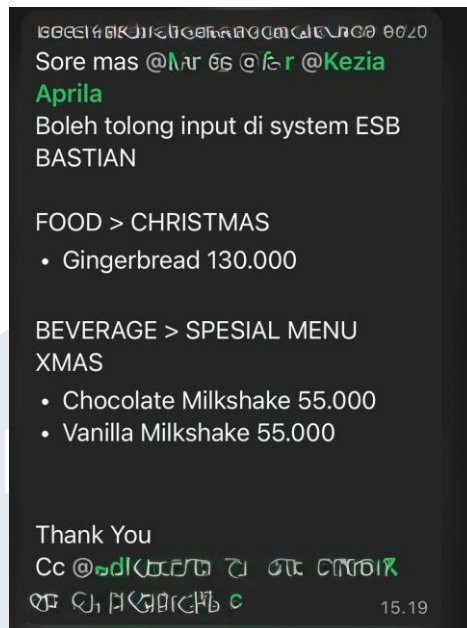 Sore mas @
@Kezia
Aprila
Boleh tolong input di system ESB
BASTIAN
FOOD > CHRISTMAS
• Gingerbread 130.000
BEVERAGE > SPESIAL MENU
XMAS
• Chocolate Milkshake 55.000
• Vanilla Milkshake 55.000
Thank You
Cc @
15.19